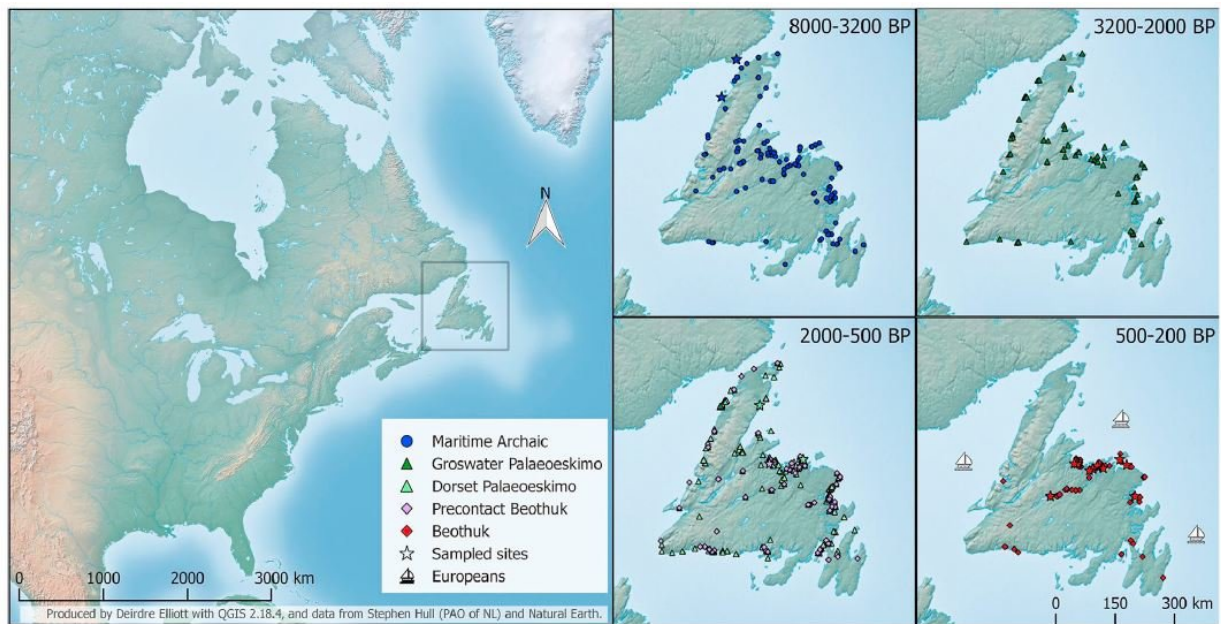 8000-3200 BP
3200-2000 BP
N
2000-500 BP
500-200 BP
Maritime Archaic
Groswater Palaeoeskimo
Dorset Palaeoeskimo
Precontact Beothuk
Beothuk
Sampled sites
Europeans
0 1000 2000 3000 km
0 150 300 km
Produced by Deirdre Elliott with QGIS 2.18.4, and data from Stephen Hull (PAO of NL) and Natural Earth.